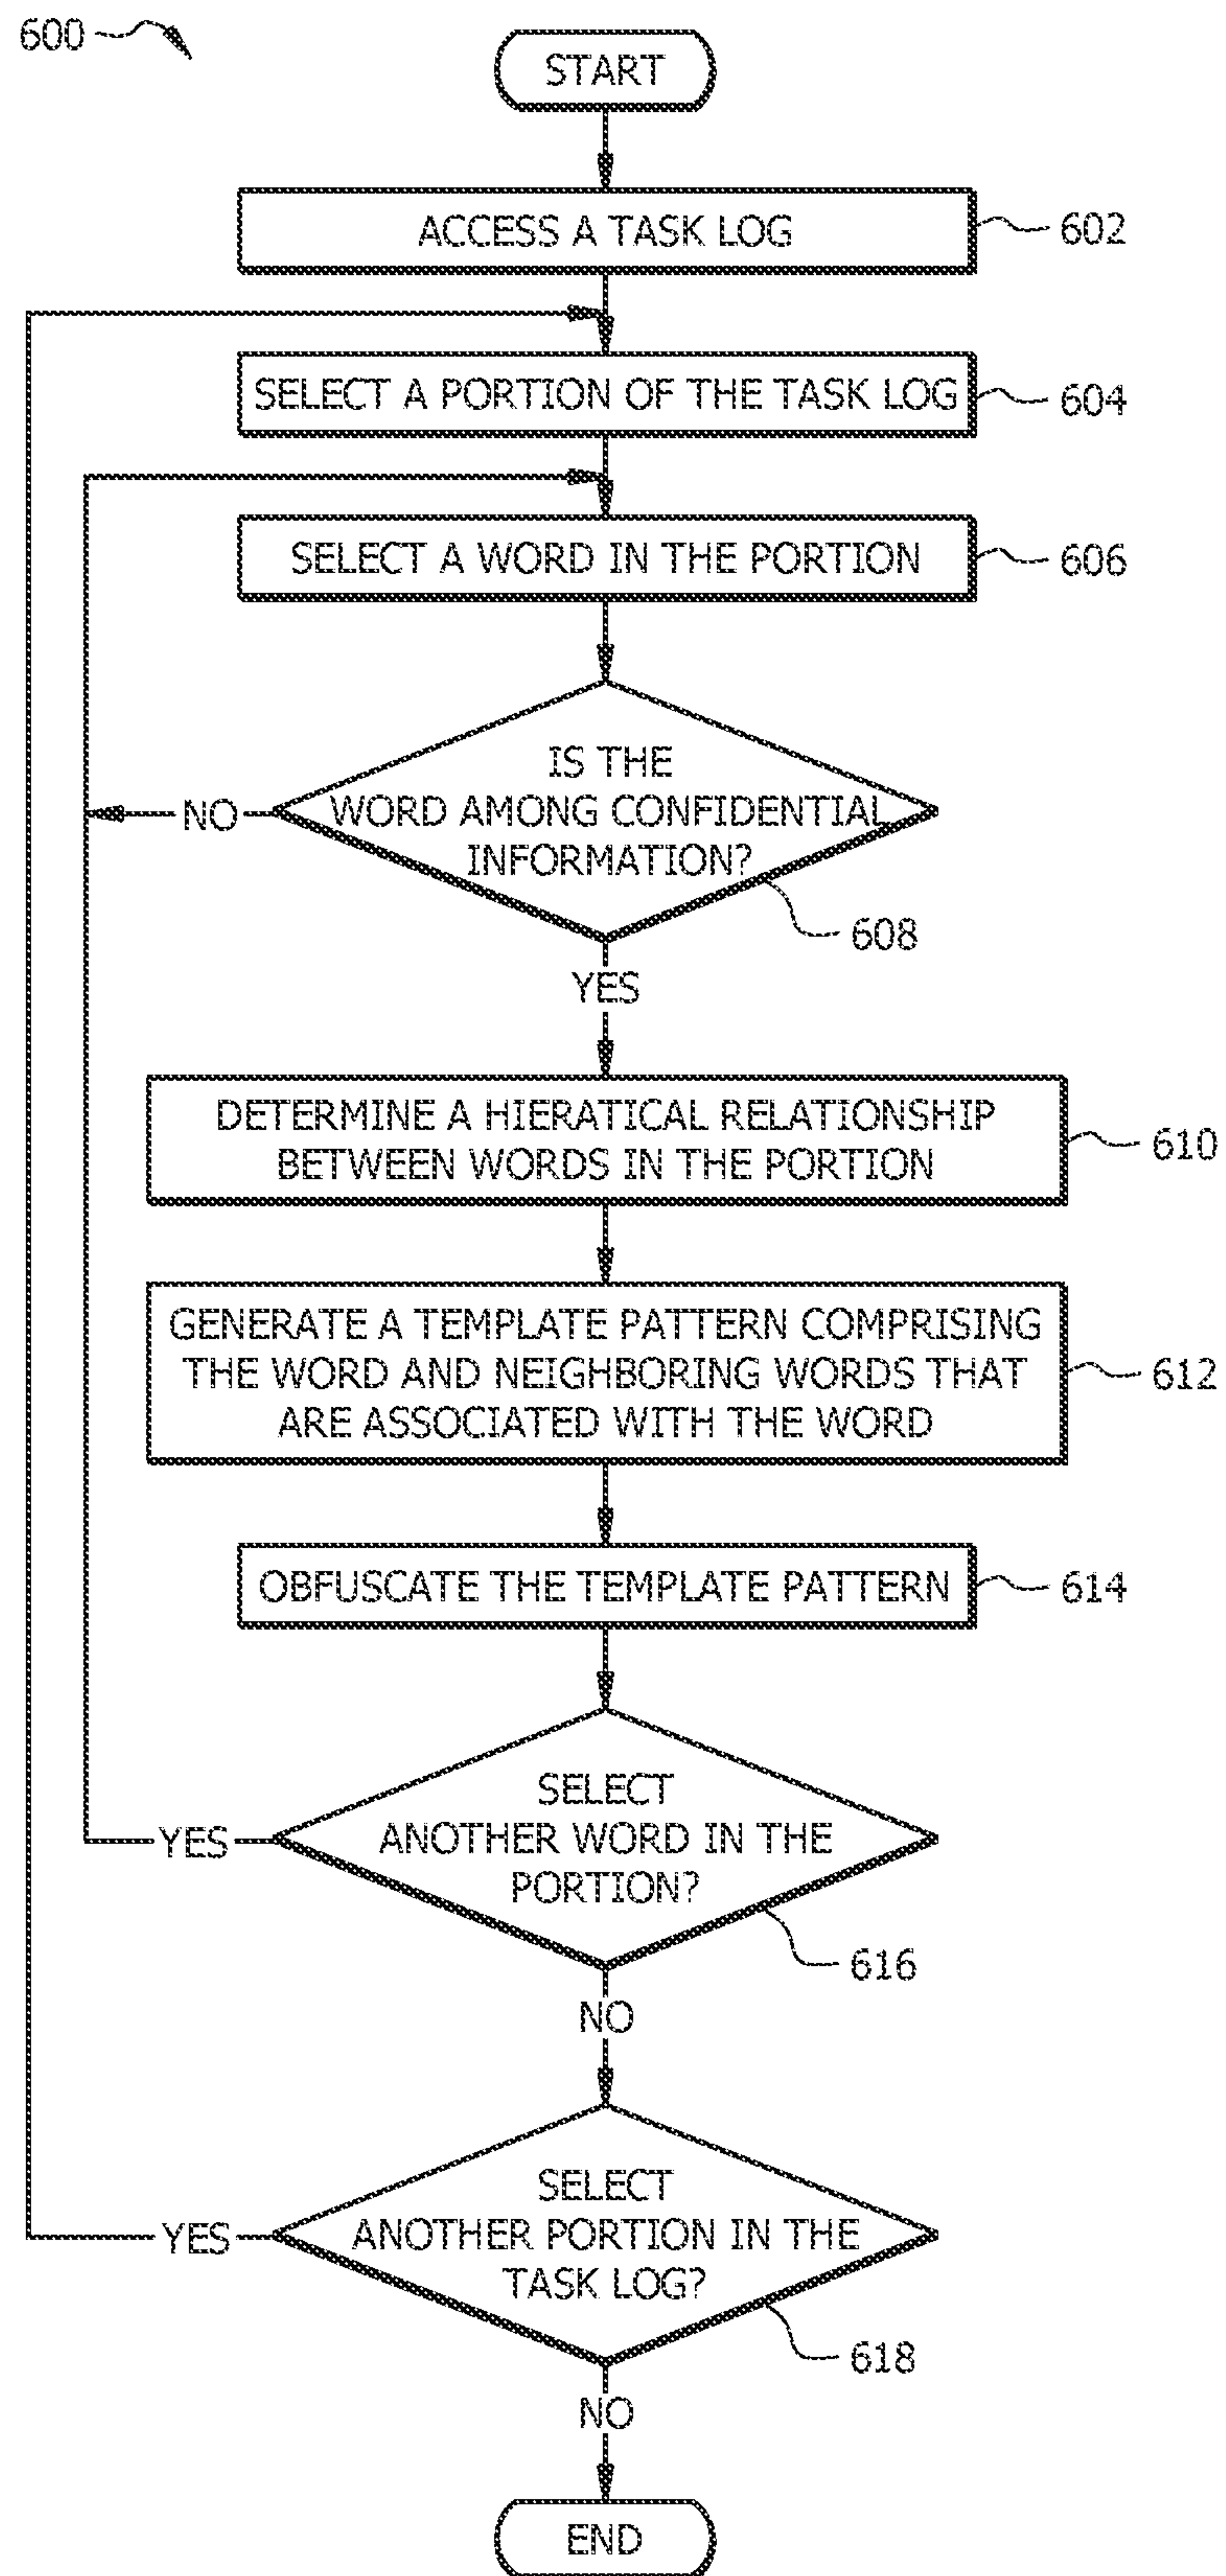 600
START
ACCESS A TASK LOG
602
SELECT A PORTION OF THE TASK LOG
604
SELECT A WORD IN THE PORTION
606
IS THE
WORD AMONG CONFIDENTIAL
INFORMATION?
NO
608
YES
DETERMINE A HIERATICAL RELATIONSHIP
BETWEEN WORDS IN THE PORTION
610
GENERATE A TEMPLATE PATTERN COMPRISING
THE WORD AND NEIGHBORING WORDS THAT
ARE ASSOCIATED WITH THE WORD
612
OBFUSCATE THE TEMPLATE PATTERN
614
SELECT
ANOTHER WORD IN THE
PORTION?
YES
616
NO
SELECT
ANOTHER PORTION IN THE
TASK LOG?
YES
618
NO
END